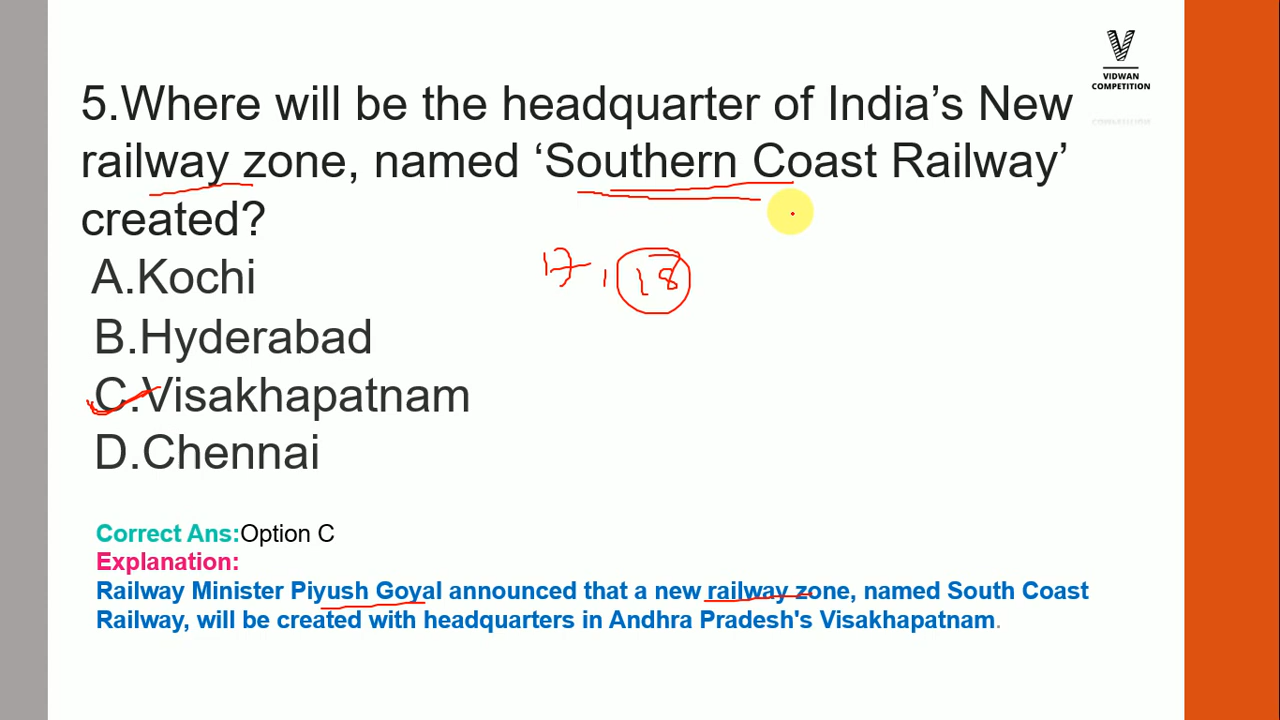 VIDWAN
COMPETITION
5.Where will be the headquarter of India’s New
railway zone, named ‘Southern Coast Railway’
created?
17, 18
A.Kochi
B.Hyderabad
C.Visakhapatnam
D.Chennai
Correct Ans:Option C
Explanation:
Railway Minister Piyush Goyal announced that a new railway zone, named South Coast
Railway, will be created with headquarters in Andhra Pradesh's Visakhapatnam.